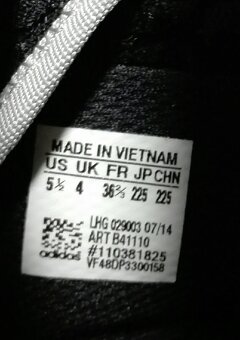 MADE IN VIETNAM
US UK FR JP CHN
5½ 4 36⅔ 225 225
LHG 029003 07/14
ART B41110
#110381825
adidas VF48DP3300158